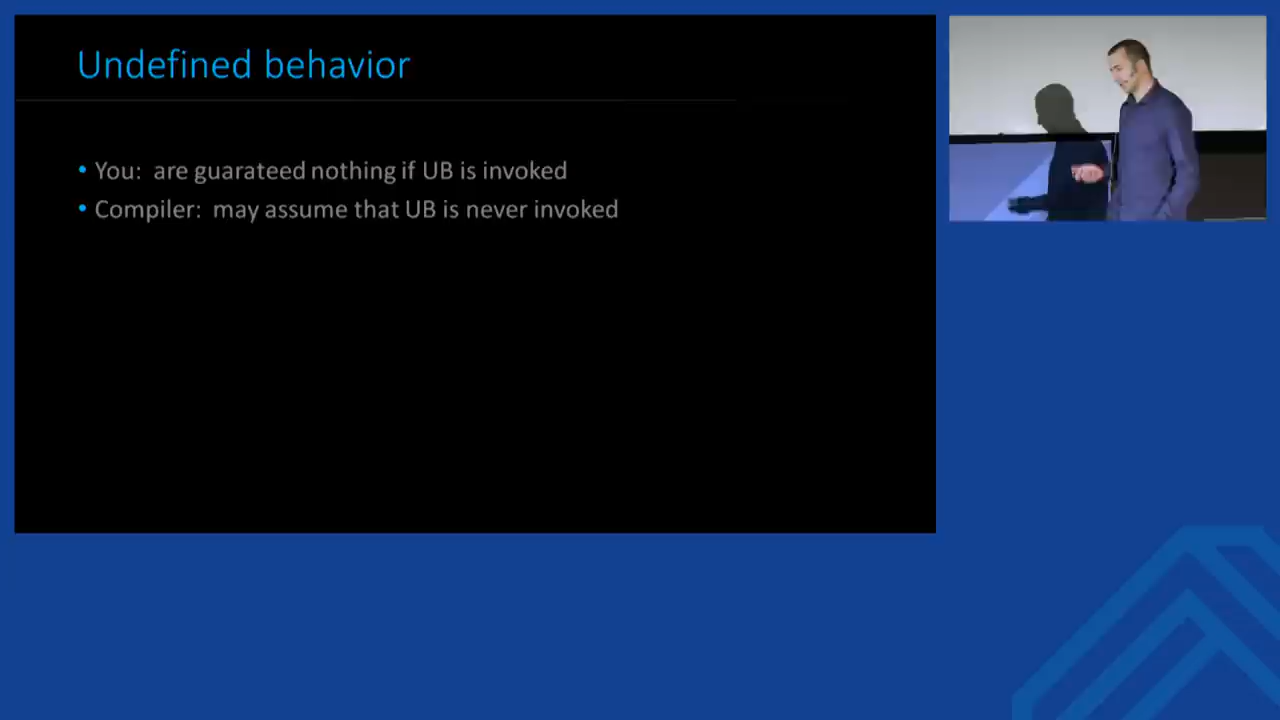 Undefined behavior
• You: are guarateed nothing if UB is invoked
• Compiler: may assume that UB is never invoked